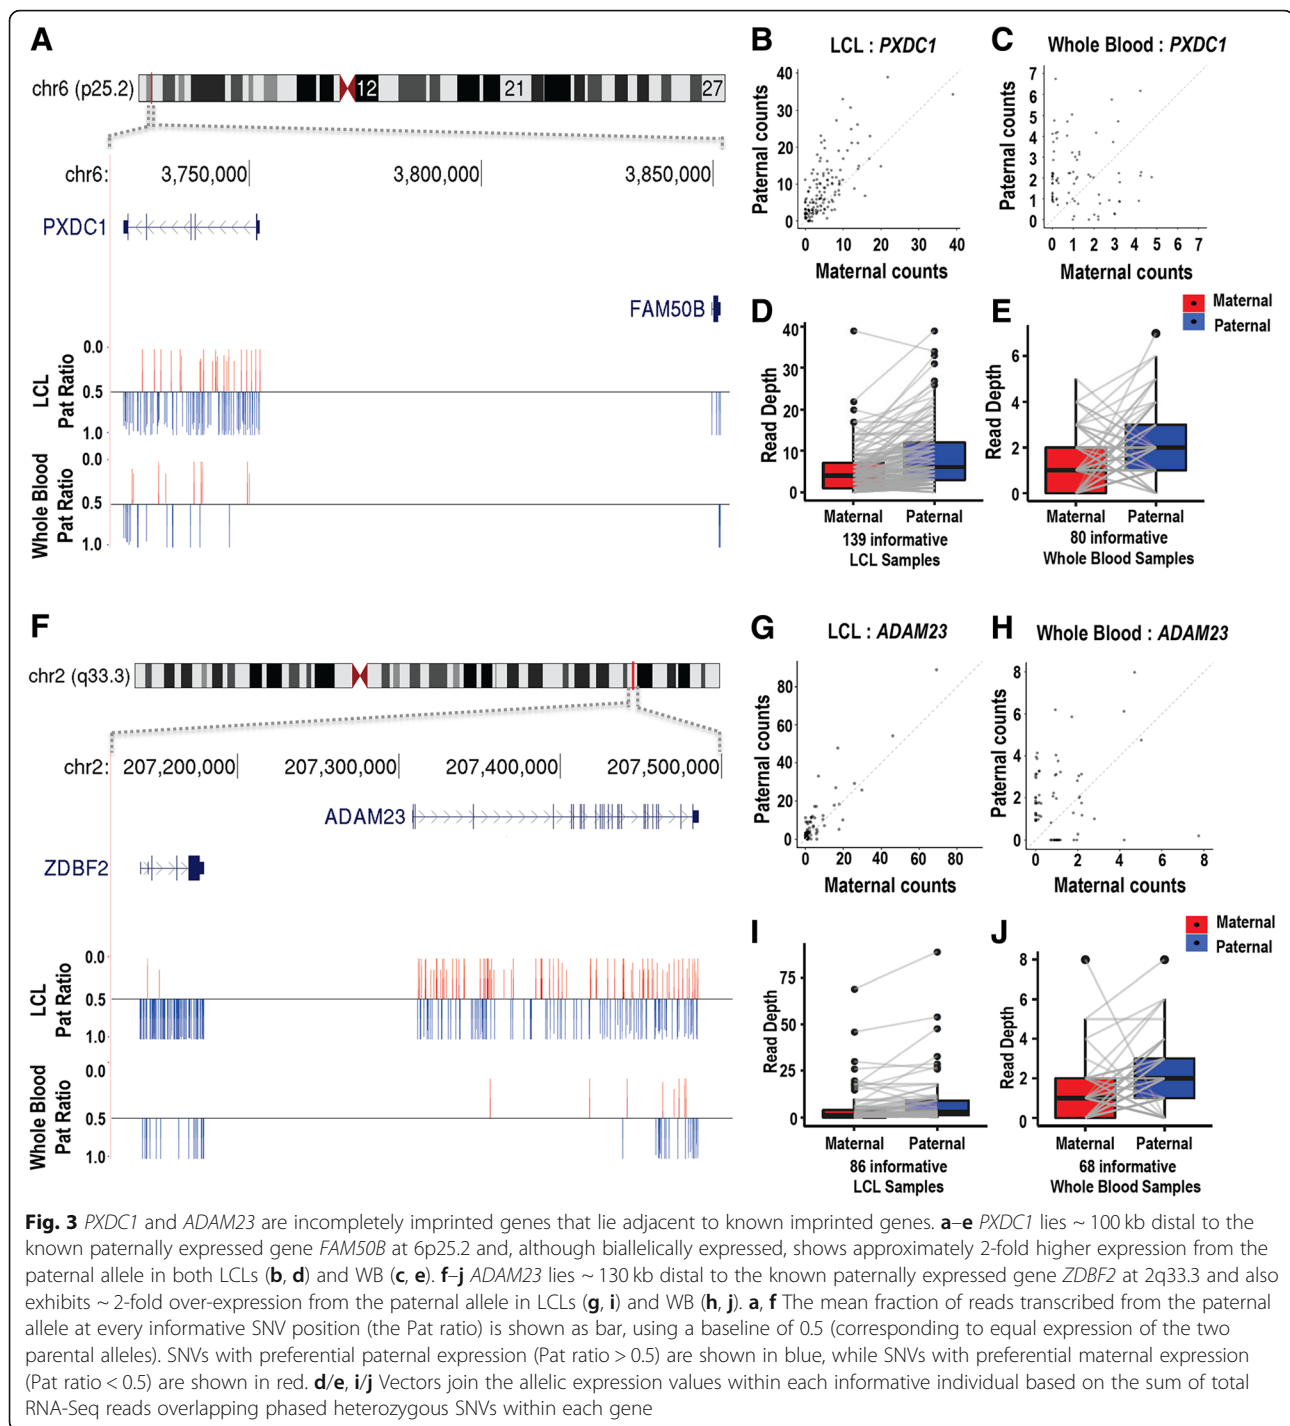 A
chr6 (p25.2)
12
21
27
chr6:
3,750,000
3,800,000
3,850,000
PXDC1
FAM50B
0.0
LCL
Pat Ratio
0.5
1.0
0.0
Whole Blood
Pat Ratio
0.5
1.0
B
LCL : PXDC1
40
30
20
10
0
Paternal counts
0 10 20 30 40
Maternal counts
C
Whole Blood : PXDC1
7
6
5
4
3
2
1
0
Paternal counts
0 1 2 3 4 5 6 7
Maternal counts
D
40
30
20
10
0
Read Depth
Maternal Paternal
139 informative
LCL Samples
E
Maternal
Paternal
6
4
2
0
Read Depth
Maternal Paternal
80 informative
Whole Blood Samples
F
chr2 (q33.3)
chr2:
207,200,000
207,300,000
207,400,000
207,500,000
ADAM23
ZDBF2
0.0
LCL
Pat Ratio
0.5
1.0
0.0
Whole Blood
Pat Ratio
0.5
1.0
G
LCL : ADAM23
80
60
40
20
0
Paternal counts
0 20 40 60 80
Maternal counts
H
Whole Blood : ADAM23
8
6
4
2
0
Paternal counts
0 2 4 6 8
Maternal counts
I
75
50
25
0
Read Depth
Maternal Paternal
86 informative
LCL Samples
J
Maternal
Paternal
8
6
4
2
0
Read Depth
Maternal Paternal
68 informative
Whole Blood Samples
Fig. 3 PXDC1 and ADAM23 are incompletely imprinted genes that lie adjacent to known imprinted genes. a–e PXDC1 lies ~ 100 kb distal to the
known paternally expressed gene FAM50B at 6p25.2 and, although biallelically expressed, shows approximately 2-fold higher expression from the
paternal allele in both LCLs (b, d) and WB (c, e). f–j ADAM23 lies ~ 130 kb distal to the known paternally expressed gene ZDBF2 at 2q33.3 and also
exhibits ~ 2-fold over-expression from the paternal allele in LCLs (g, i) and WB (h, j). a, f The mean fraction of reads transcribed from the paternal
allele at every informative SNV position (the Pat ratio) is shown as bar, using a baseline of 0.5 (corresponding to equal expression of the two
parental alleles). SNVs with preferential paternal expression (Pat ratio > 0.5) are shown in blue, while SNVs with preferential maternal expression
(Pat ratio < 0.5) are shown in red. d/e, i/j Vectors join the allelic expression values within each informative individual based on the sum of total
RNA-Seq reads overlapping phased heterozygous SNVs within each gene